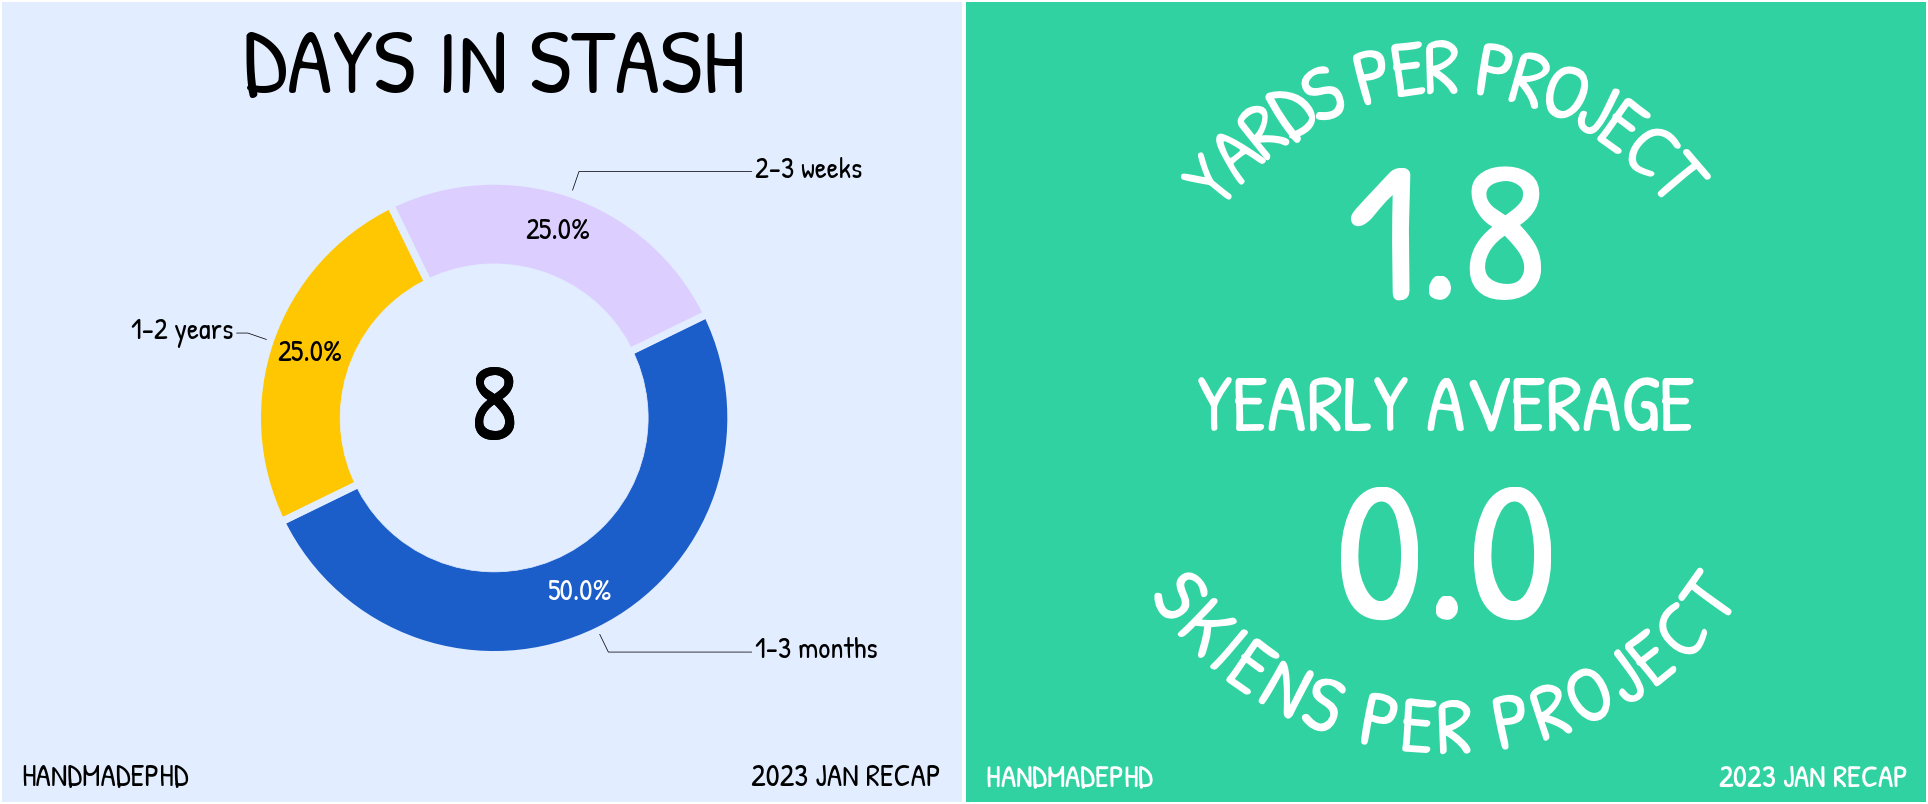 DAYS IN STASH
2-3 weeks
25.0%
1-2 years
25.0%
8
50.0%
1-3 months
HANDMADEPHD
2023 JAN RECAP
YARDS PER PROJECT
1.8
YEARLY AVERAGE
0.0
SKIENS PER PROJECT
HANDMADEPHD
2023 JAN RECAP